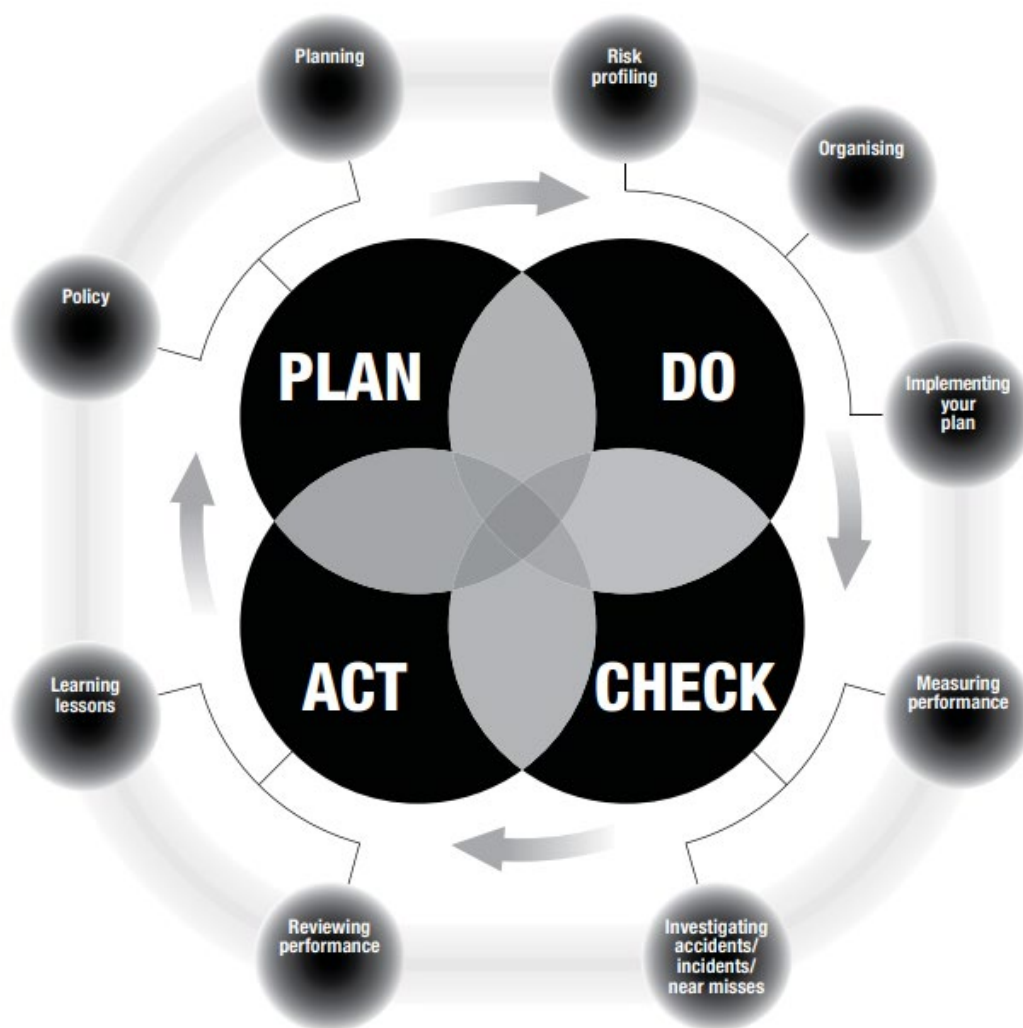 Planning
Risk
profiling
Organising
Policy
PLAN
DO
Implementing
your
plan
ACT
CHECK
Learning
lessons
Measuring
performance
Reviewing
performance
Investigating
accidents/
incidents/
near misses